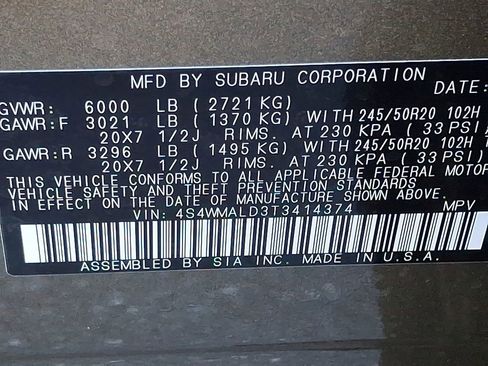 MFD BY SUBARU CORPORATION DATE:
GVWR: 6000 LB (2721 KG)
GAWR:F 3021 LB (1370 KG) WITH 245/50R20 102H
20X7 1/2J RIMS. AT 230 KPA (33 PSI)
GAWR:R 3296 LB (1495 KG) WITH 245/50R20 102H
20X7 1/2J RIMS. AT 230 KPA (33 PSI)
THIS VEHICLE CONFORMS TO ALL APPLICABLE FEDERAL MOTOR
VEHICLE SAFETY AND THEFT PREVENTION STANDARDS
IN EFFECT ON THE DATE OF MANUFACTURE SHOWN ABOVE.
VIN: 4S4WMALD3T3414374 MPV
ASSEMBLED BY SIA INC. MADE IN U.S.A.